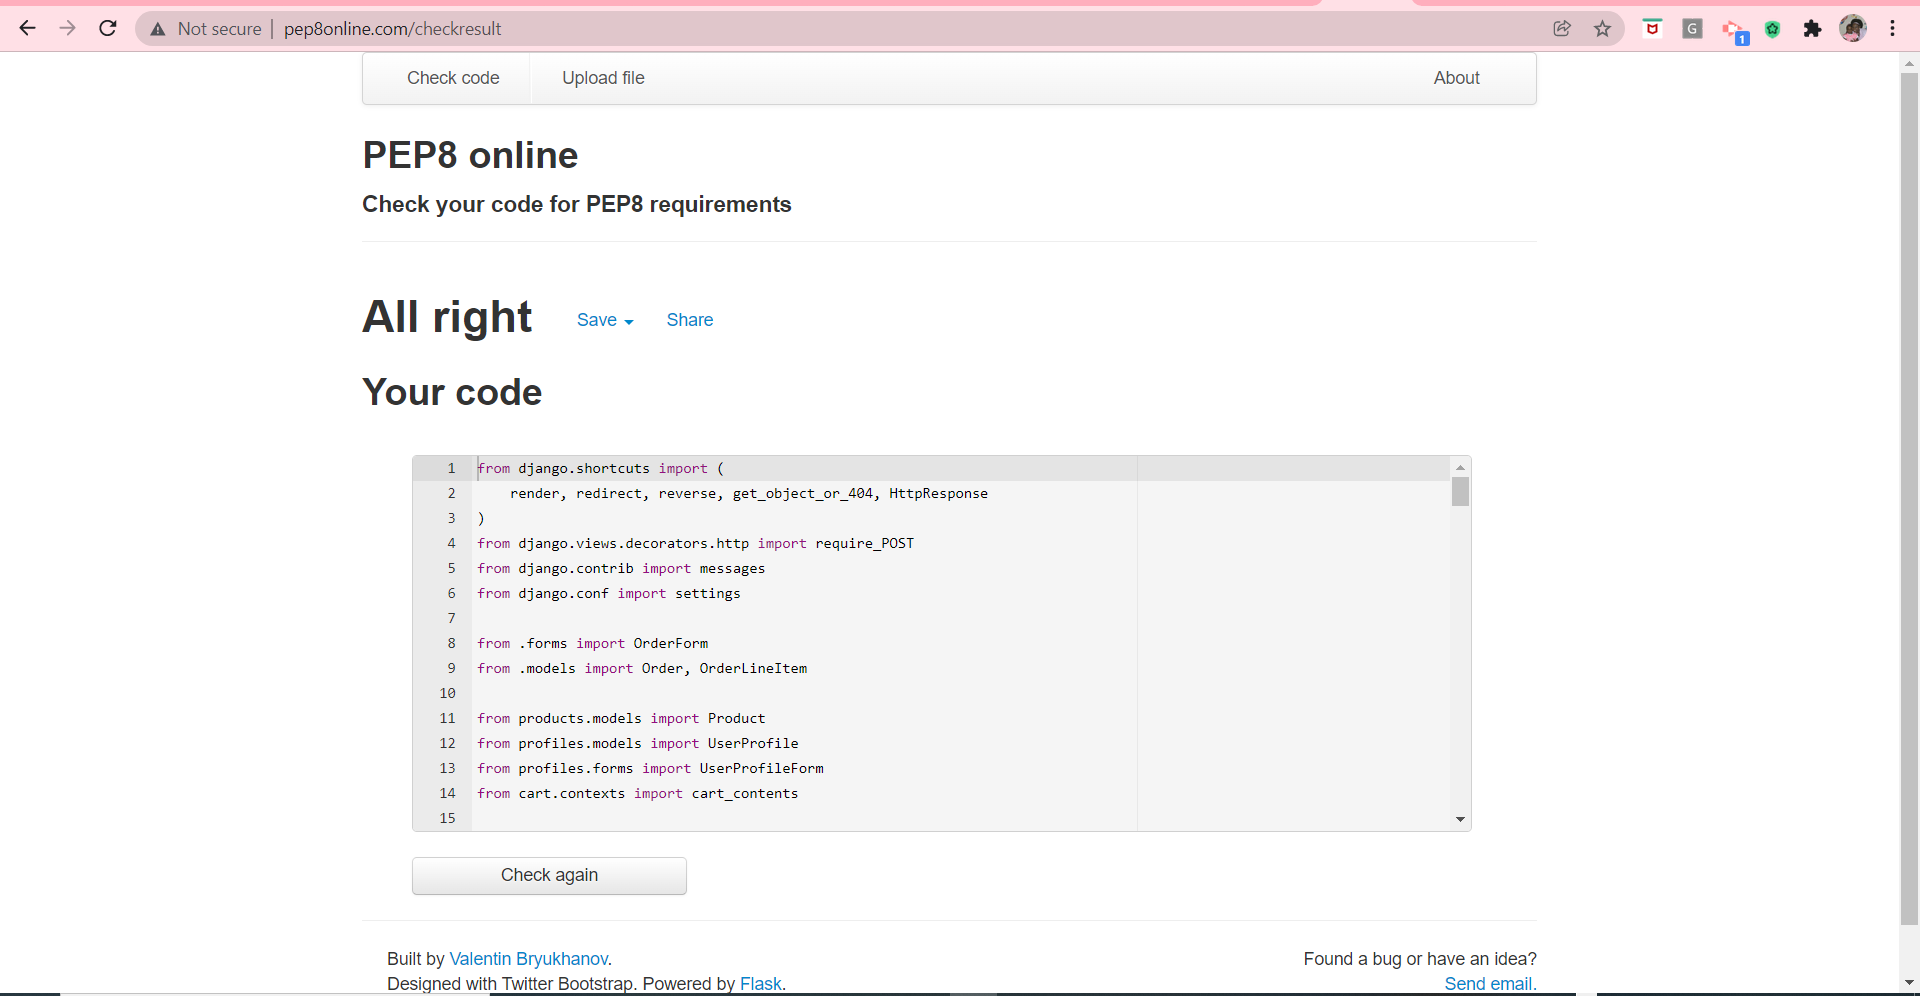 Not secure | pep8online.com/checkresult
G
1
Check code
Upload file
About
PEP8 online
Check your code for PEP8 requirements
All right
Save
Share
Your code
1 from django.shortcuts import (
2     render, redirect, reverse, get_object_or_404, HttpResponse
3 )
4 from django.views.decorators.http import require_POST
5 from django.contrib import messages
6 from django.conf import settings
7
8 from .forms import OrderForm
9 from .models import Order, OrderLineItem
10
11 from products.models import Product
12 from profiles.models import UserProfile
13 from profiles.forms import UserProfileForm
14 from cart.contexts import cart_contents
15
Check again
Built by Valentin Bryukhanov.
Designed with Twitter Bootstrap. Powered by Flask.
Found a bug or have an idea?
Send email.